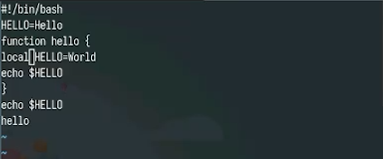 #!/bin/bash
HELLO=Hello
function hello {
local HELLO=World
echo $HELLO
}
echo $HELLO
hello
~
~